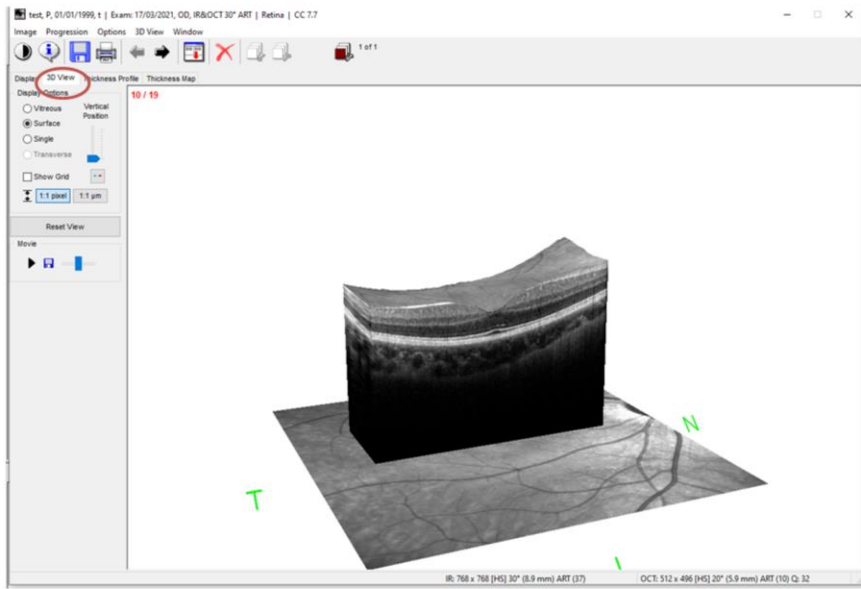 test, P, 01/01/1999, t | Exam: 17/03/2021, OD, IR&OCT 30° ART | Retina | CC 7.7
Image Progression Options 3D View Window
1 of 1
Display 3D View Thickness Profile Thickness Map
Display Options
10 / 19
Vitreous
Vertical Position
Surface
Single
Transverse
Show Grid
1:1 pixel 1:1 µm
Reset View
Movie
N
T
I
IR: 768 x 768 [HS] 30° (8.9 mm) ART (37) OCT: 512 x 496 [HS] 20° (5.9 mm) ART (10) Q: 32